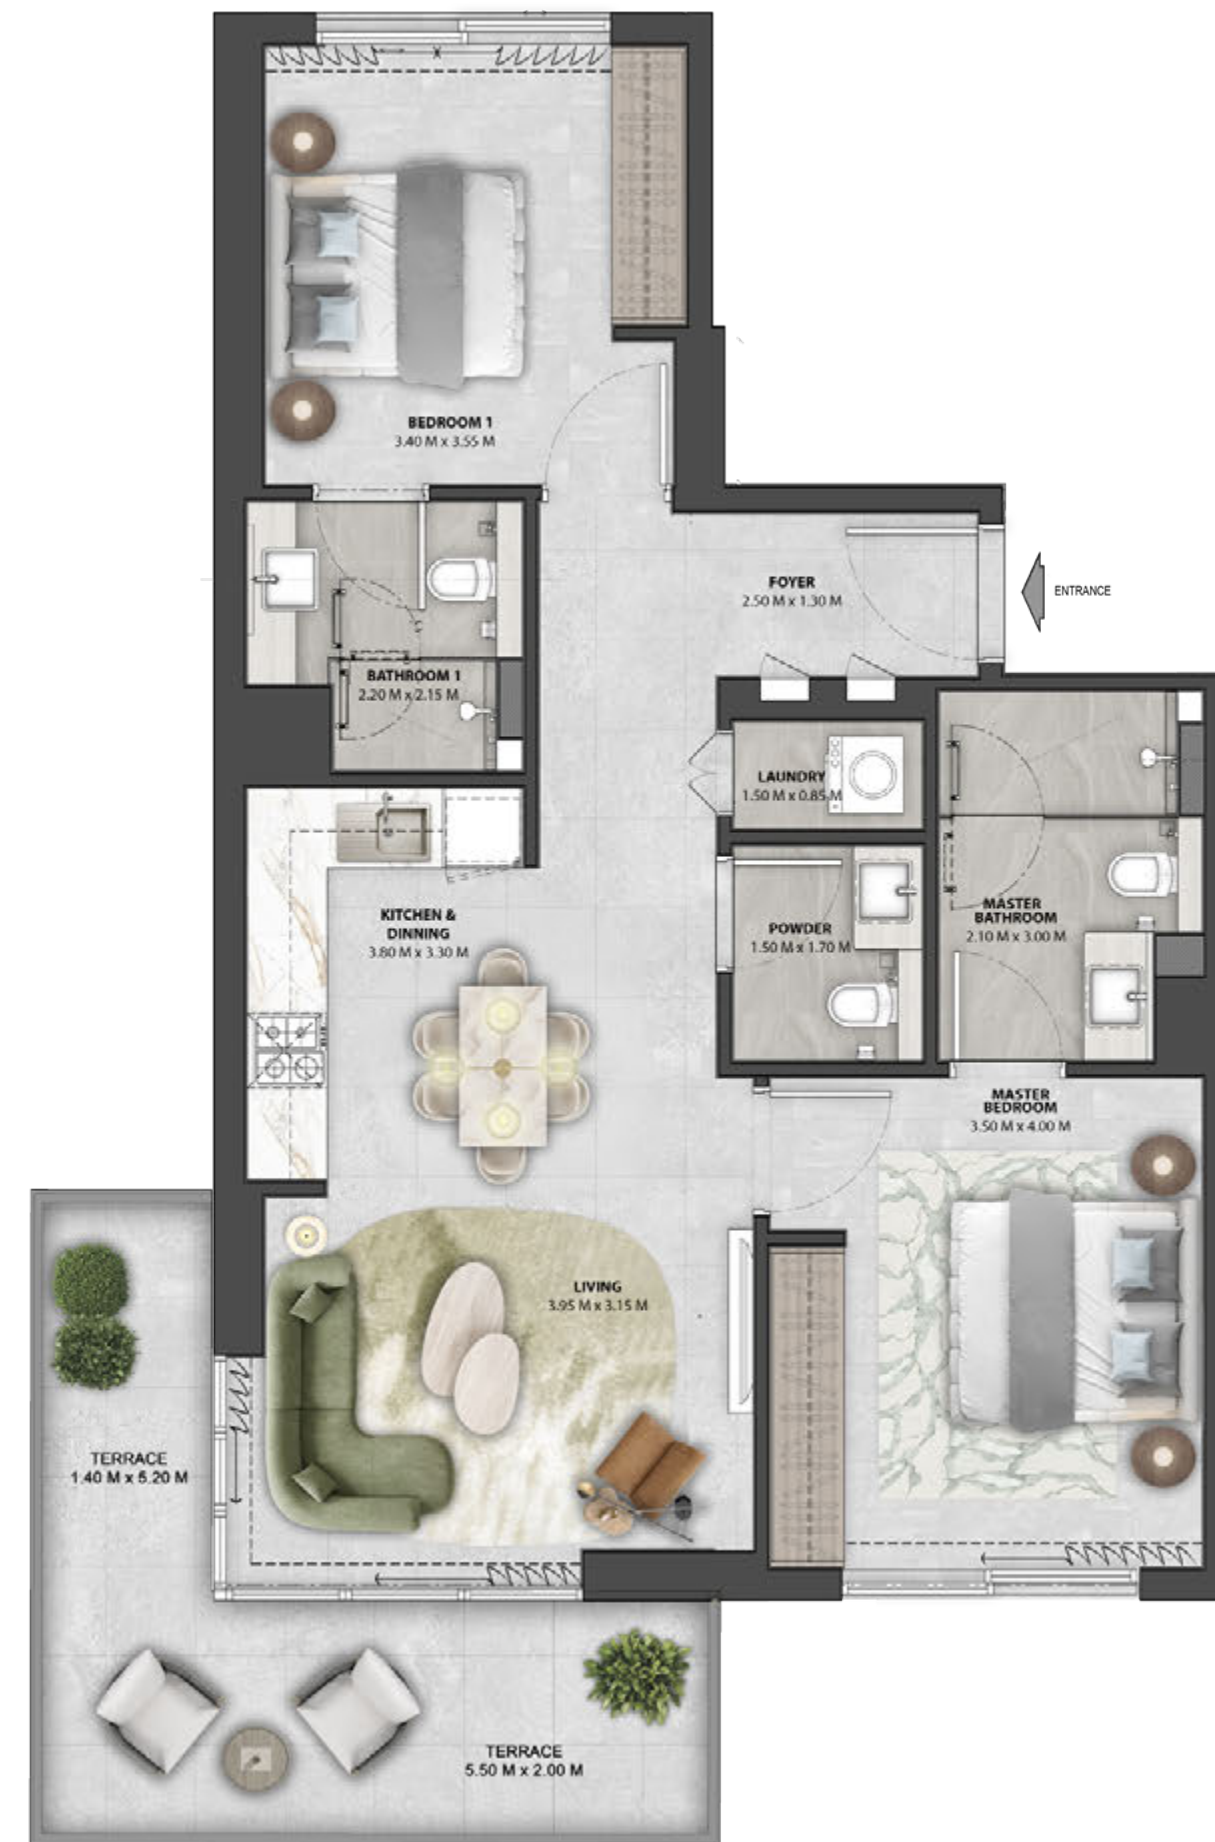 BEDROOM 1
3.40 M x 3.55 M
FOYER
2.50 M x 1.30 M
ENTRANCE
BATHROOM 1
2.20 M x 2.15 M
LAUNDRY
1.50 M x 0.85 M
KITCHEN &
DINNING
3.80 M x 3.30 M
POWDER
1.50 M x 1.70 M
MASTER
BATHROOM
2.10 M x 3.00 M
MASTER
BEDROOM
3.50 M x 4.00 M
LIVING
3.95 M x 3.15 M
TERRACE
1.40 M x 5.20 M
TERRACE
5.50 M x 2.00 M